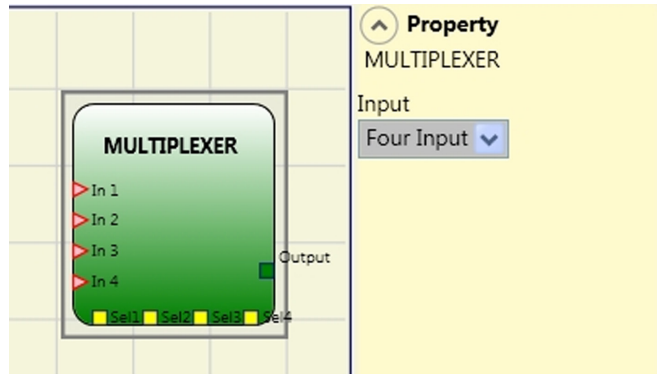 MULTIPLEXER
In 1
In 2
In 3
In 4
Output
Sel1 Sel2 Sel3 Sel4
Property
MULTIPLEXER
Input
Four Input